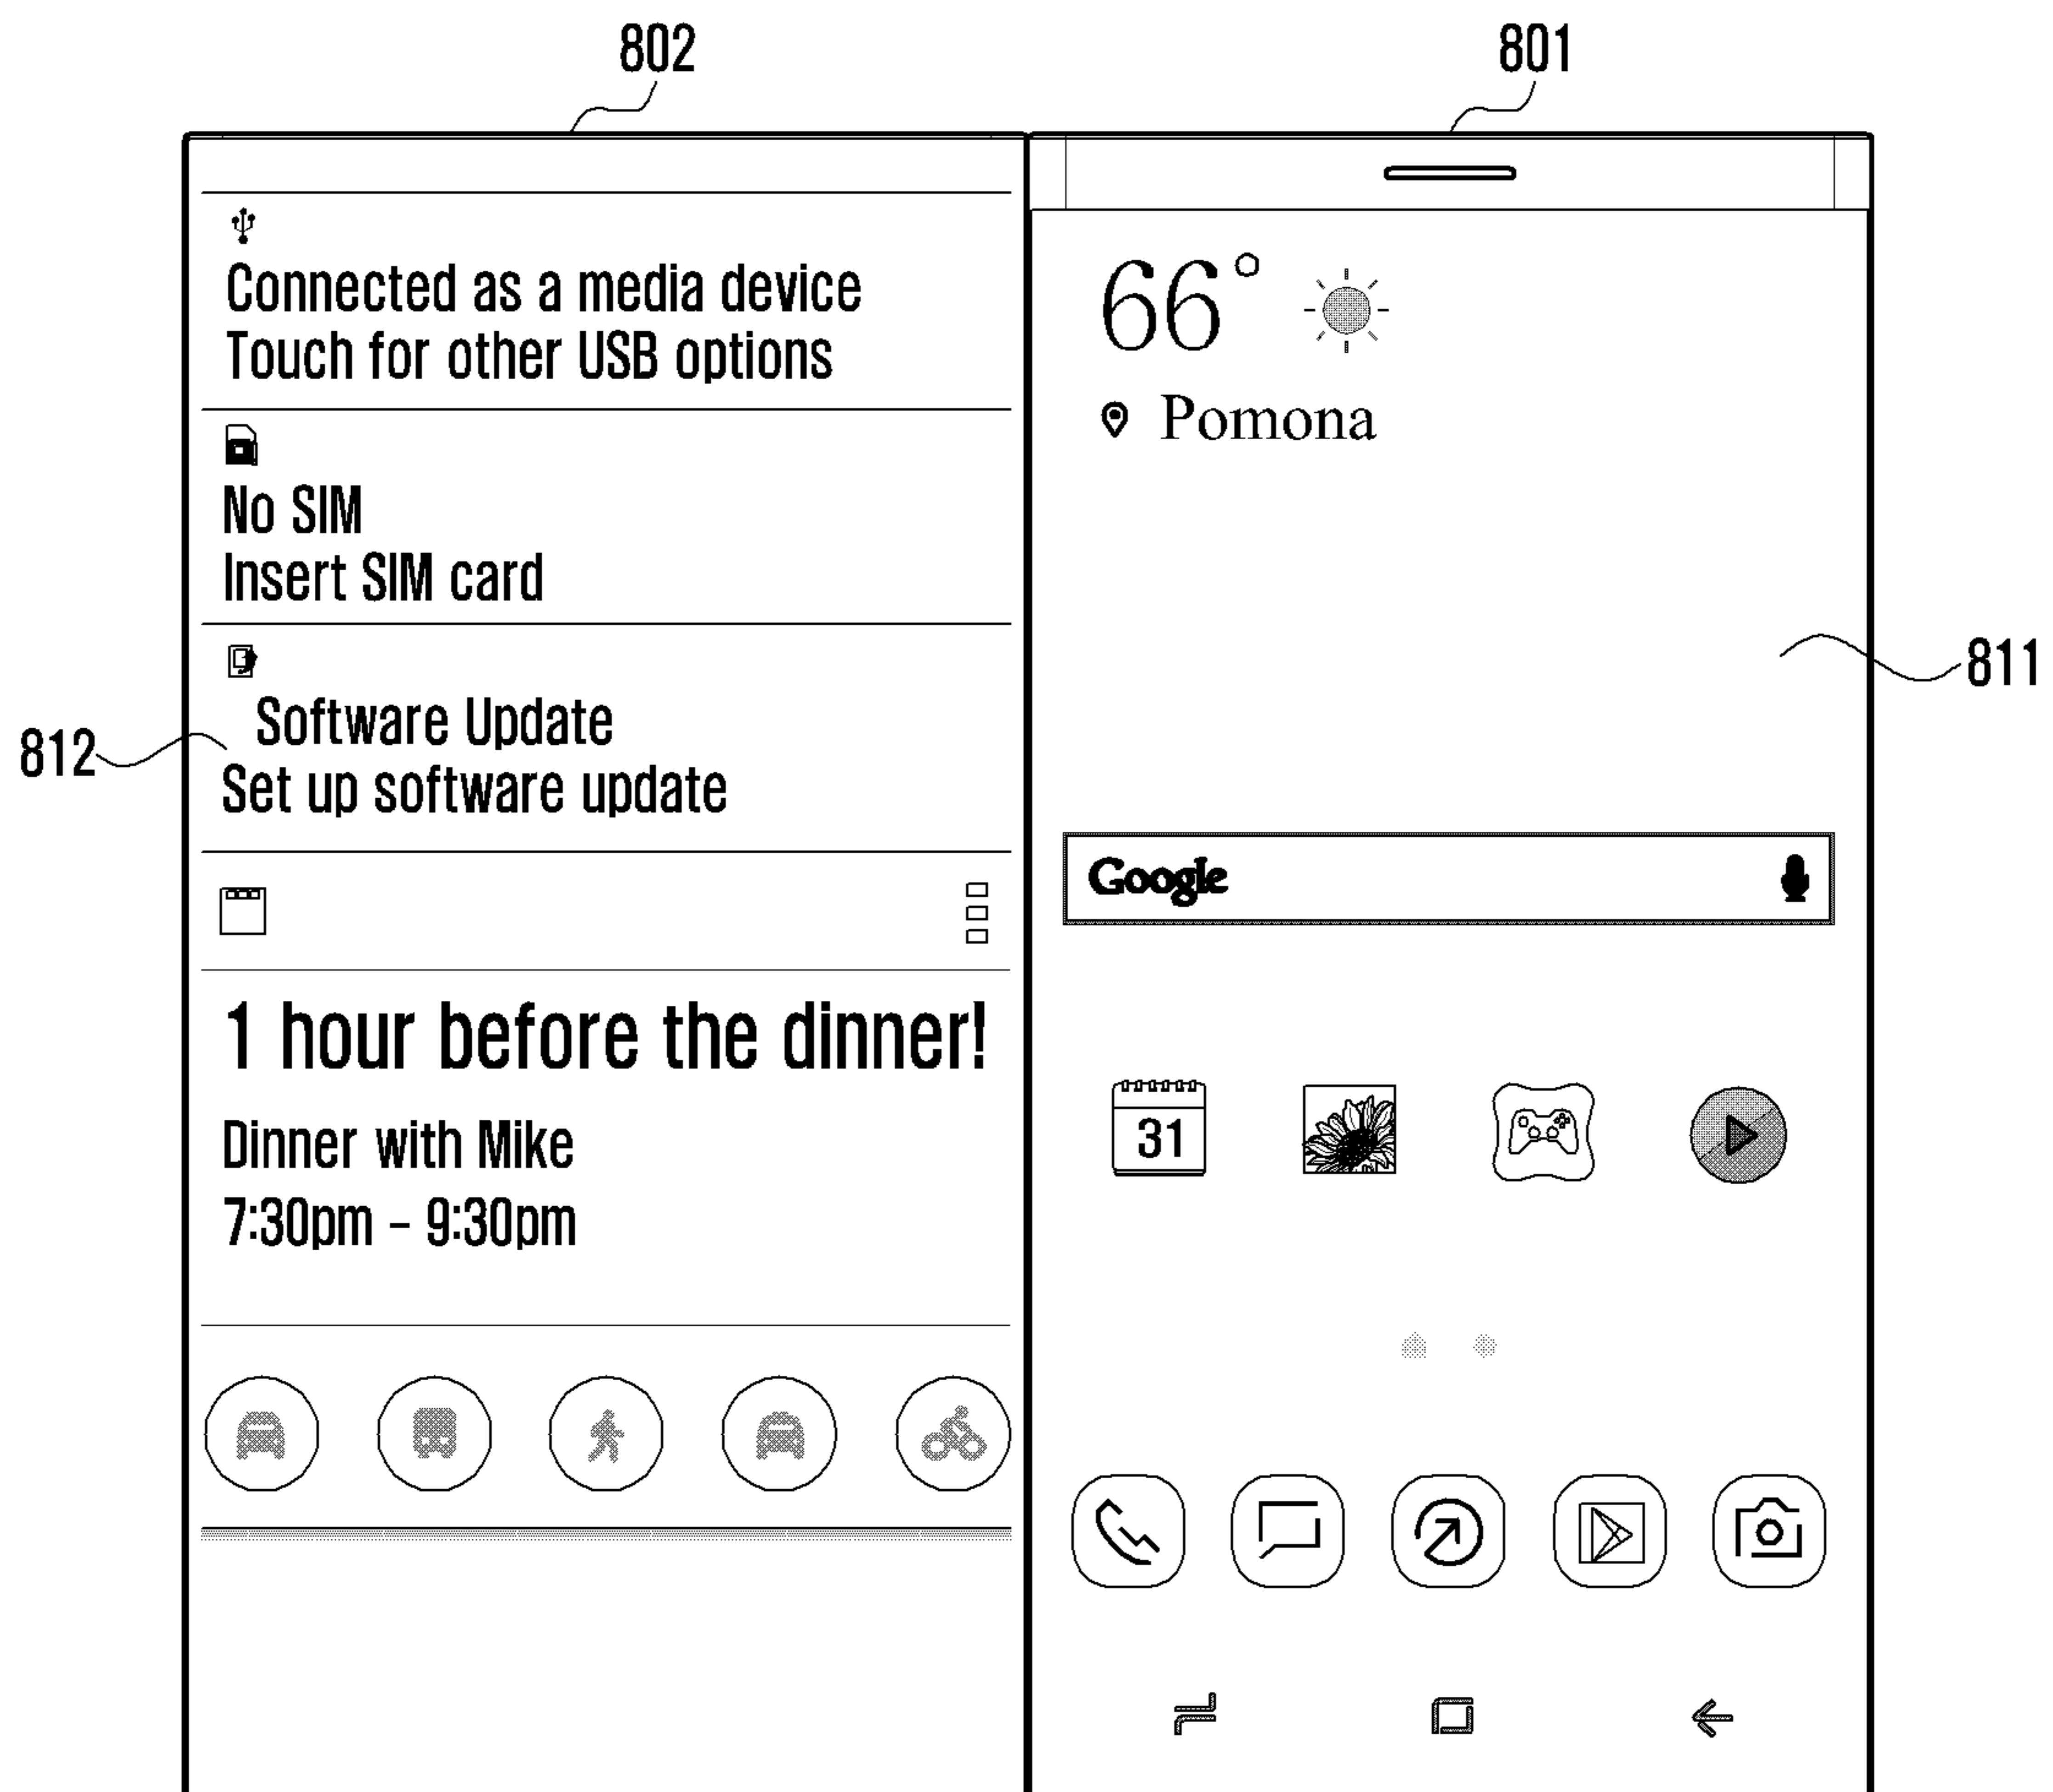 802
801
Connected as a media device
Touch for other USB options
No SIM
Insert SIM card
Software Update
Set up software update
812
1 hour before the dinner!
Dinner with Mike
7:30pm – 9:30pm
66°
Pomona
811
Google
31